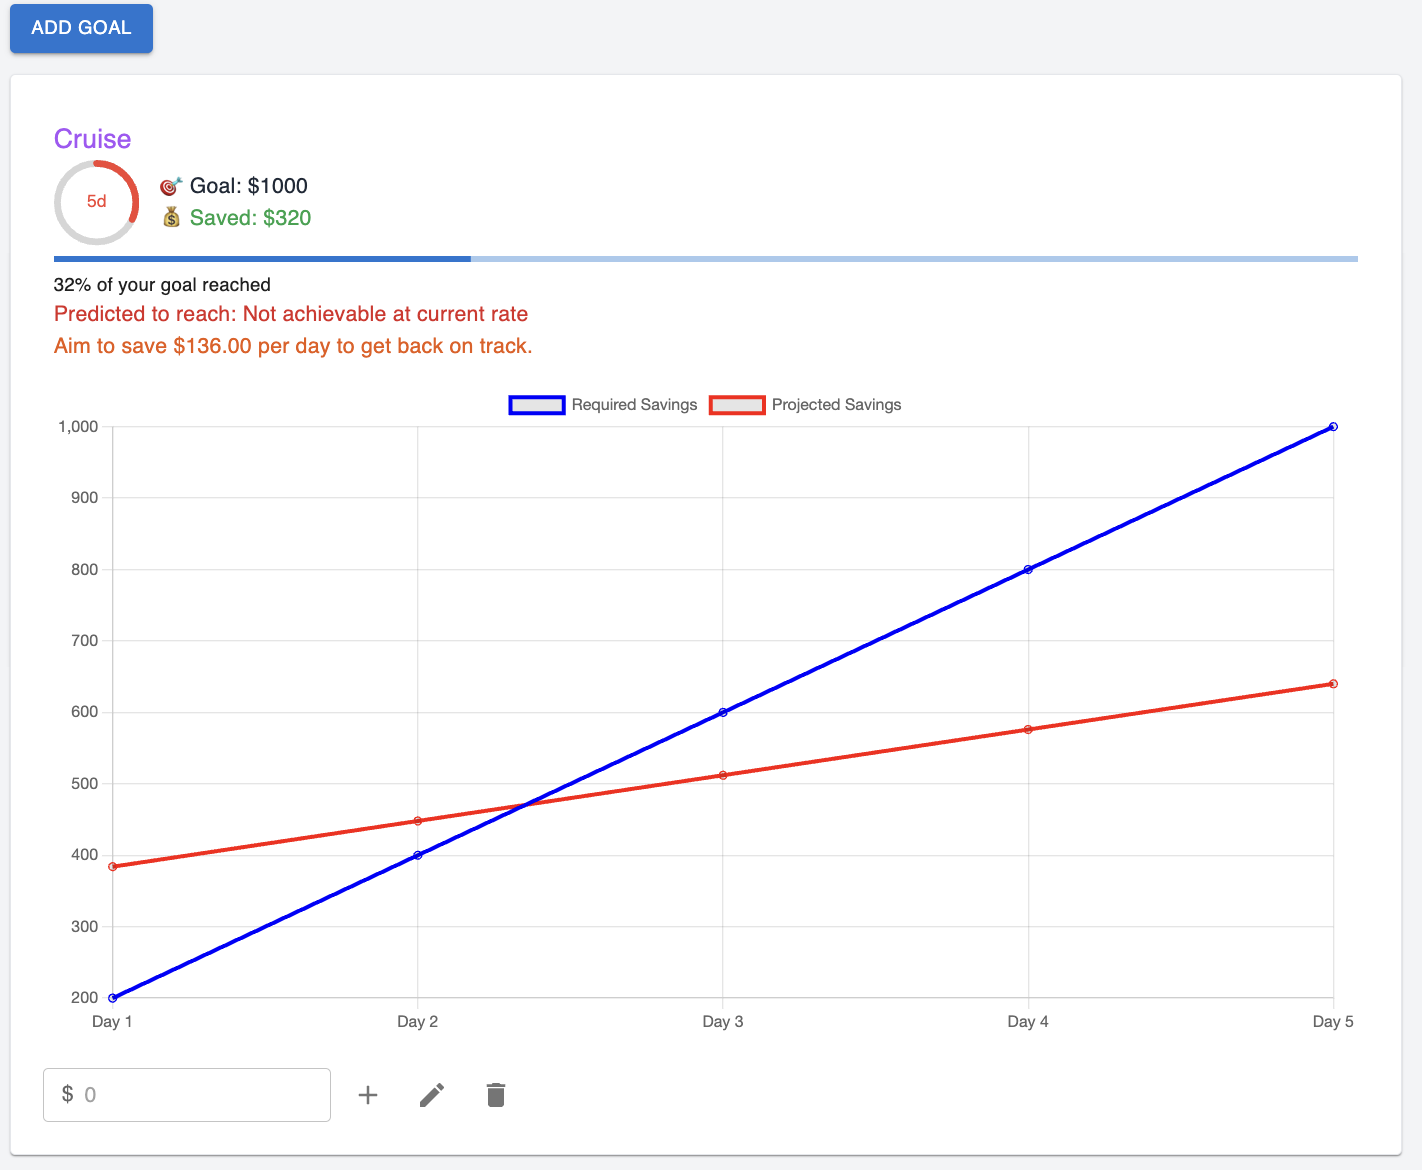 ADD GOAL
Cruise
5d
🎯 Goal: $1000
💰 Saved: $320
32% of your goal reached
Predicted to reach: Not achievable at current rate
Aim to save $136.00 per day to get back on track.
Required Savings Projected Savings
1,000
900
800
700
600
500
400
300
200
Day 1 Day 2 Day 3 Day 4 Day 5
$ 0